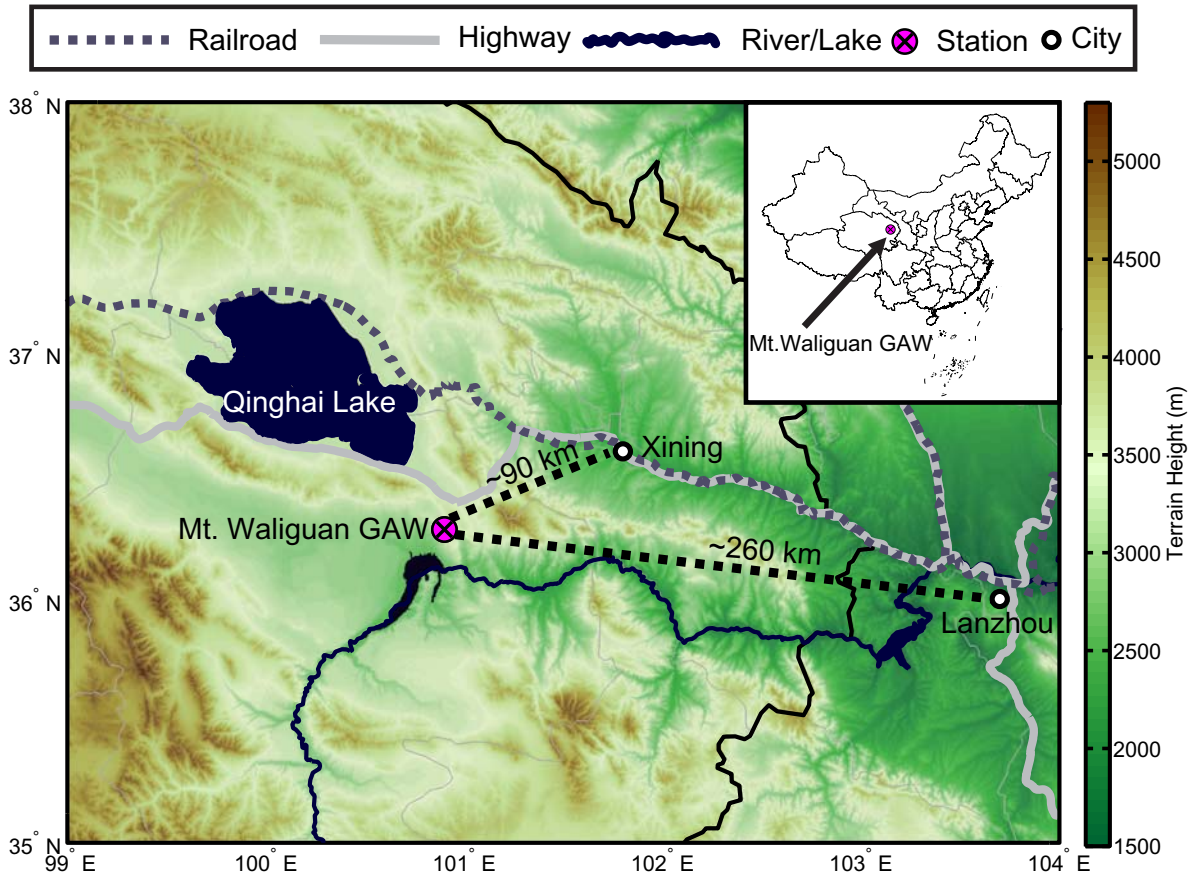 Railroad Highway River/Lake Station City
38° N
37° N
36° N
35° N
99° E 100° E 101° E 102° E 103° E 104° E
Mt.Waliguan GAW
Qinghai Lake
Xining
~90 km
Mt. Waliguan GAW
~260 km
Lanzhou
5000
4500
4000
3500
3000
2500
2000
1500
Terrain Height (m)